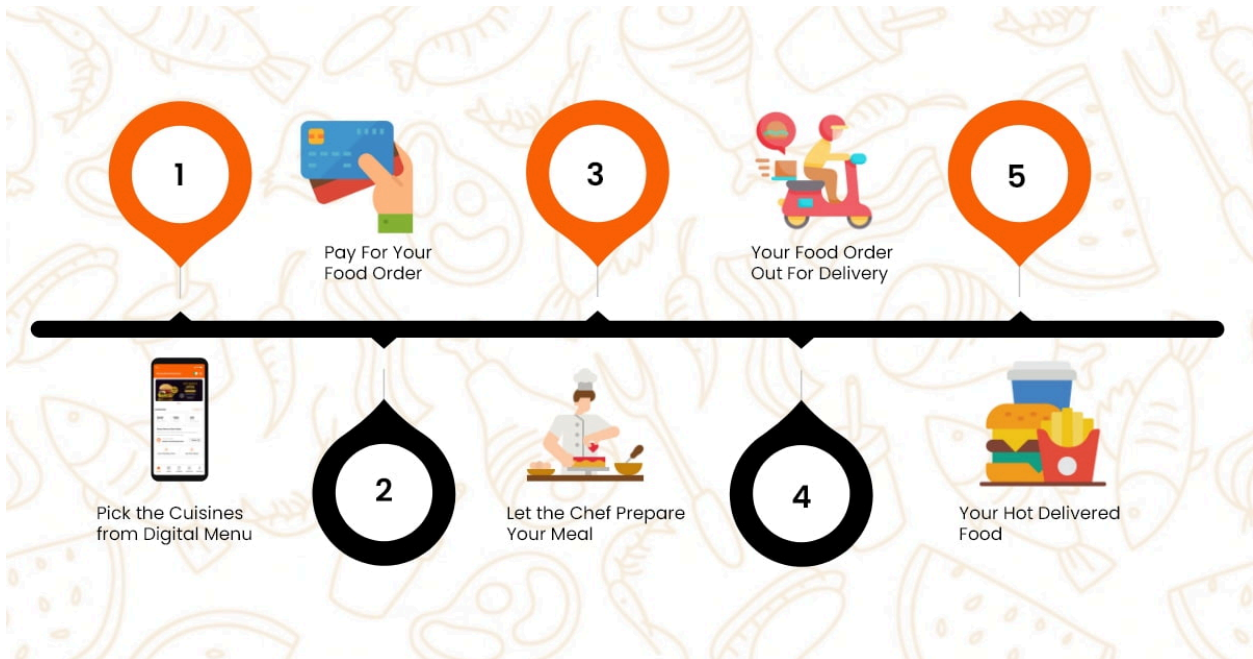 1
Pick the Cuisines
from Digital Menu
2
Pay For Your
Food Order
3
Let the Chef Prepare
Your Meal
4
Your Food Order
Out For Delivery
5
Your Hot Delivered
Food